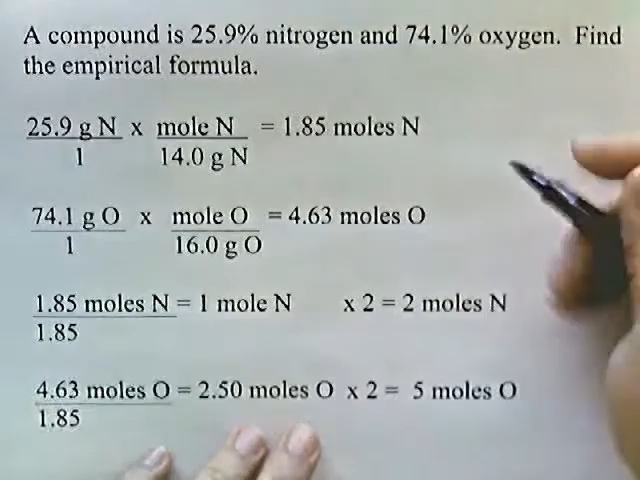 A compound is 25.9% nitrogen and 74.1% oxygen. Find
the empirical formula.
25.9 g N x mole N = 1.85 moles N
1 14.0 g N
74.1 g O x mole O = 4.63 moles O
1 16.0 g O
1.85 moles N = 1 mole N x 2 = 2 moles N
1.85
4.63 moles O = 2.50 moles O x 2 = 5 moles O
1.85